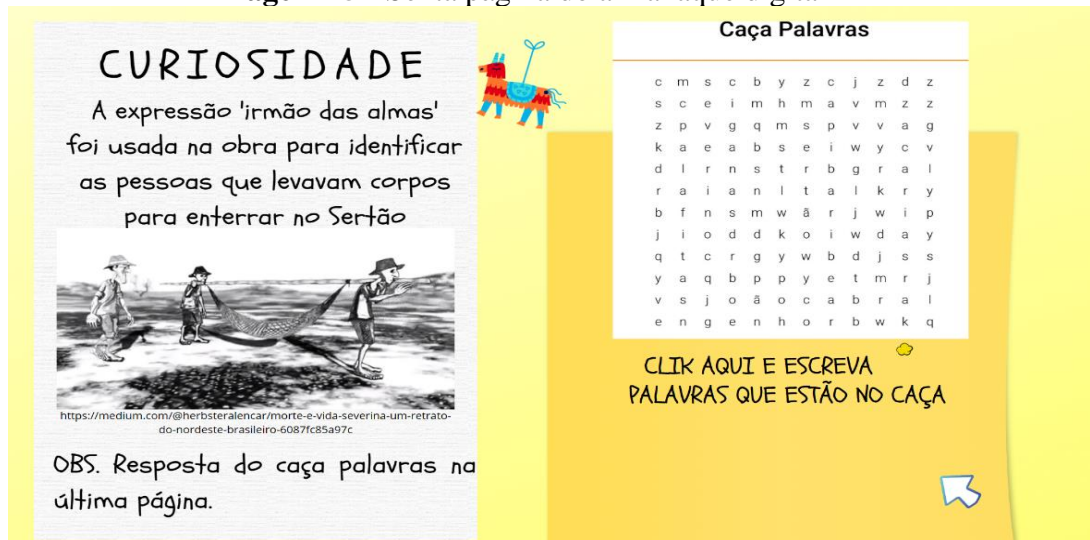 CURIOSIDADE
A expressão 'irmão das almas'
foi usada na obra para identificar
as pessoas que levavam corpos
para enterrar no Sertão
https://medium.com/@herbsteralencar/morte-e-vida-severina-um-retrato-
do-nordeste-brasileiro-6087fc85a97c
OBS. Resposta do caça palavras na
última página.
Caça Palavras
c m s c b y z c j z d z
s c e i m h m a v m z z
z p v g q m s p v v a g
k a e a b s e i w y c v
d l r n s t r b g r a l
r a i a n l t a l k r y
b f n s m w ã r j w i p
j i o d d k o i w d a y
q t c r g y w b d j s s
y a q b p p y e t m r j
v s j o ã o c a b r a l
e n g e n h o r b w k q
CLIK AQUI E ESCREVA
PALAVRAS QUE ESTÃO NO CAÇA